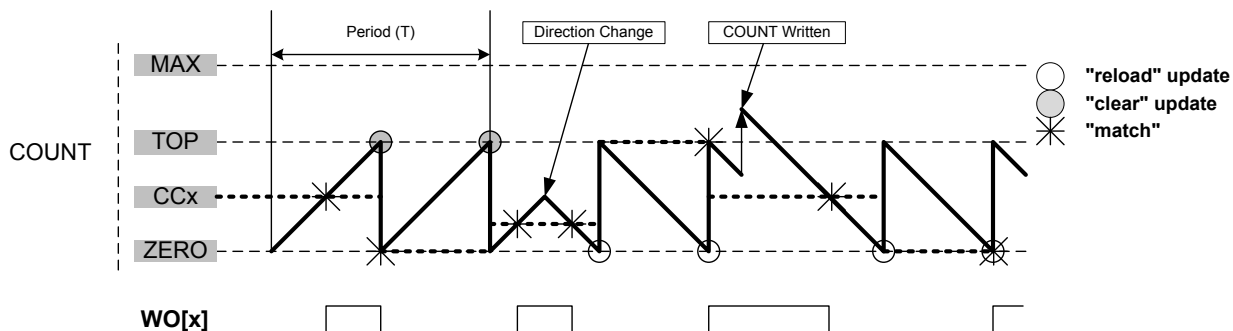 Period (T)
Direction Change
COUNT Written
MAX
"reload" update
"clear" update
TOP
"match"
COUNT
CCx
ZERO
WO[x]